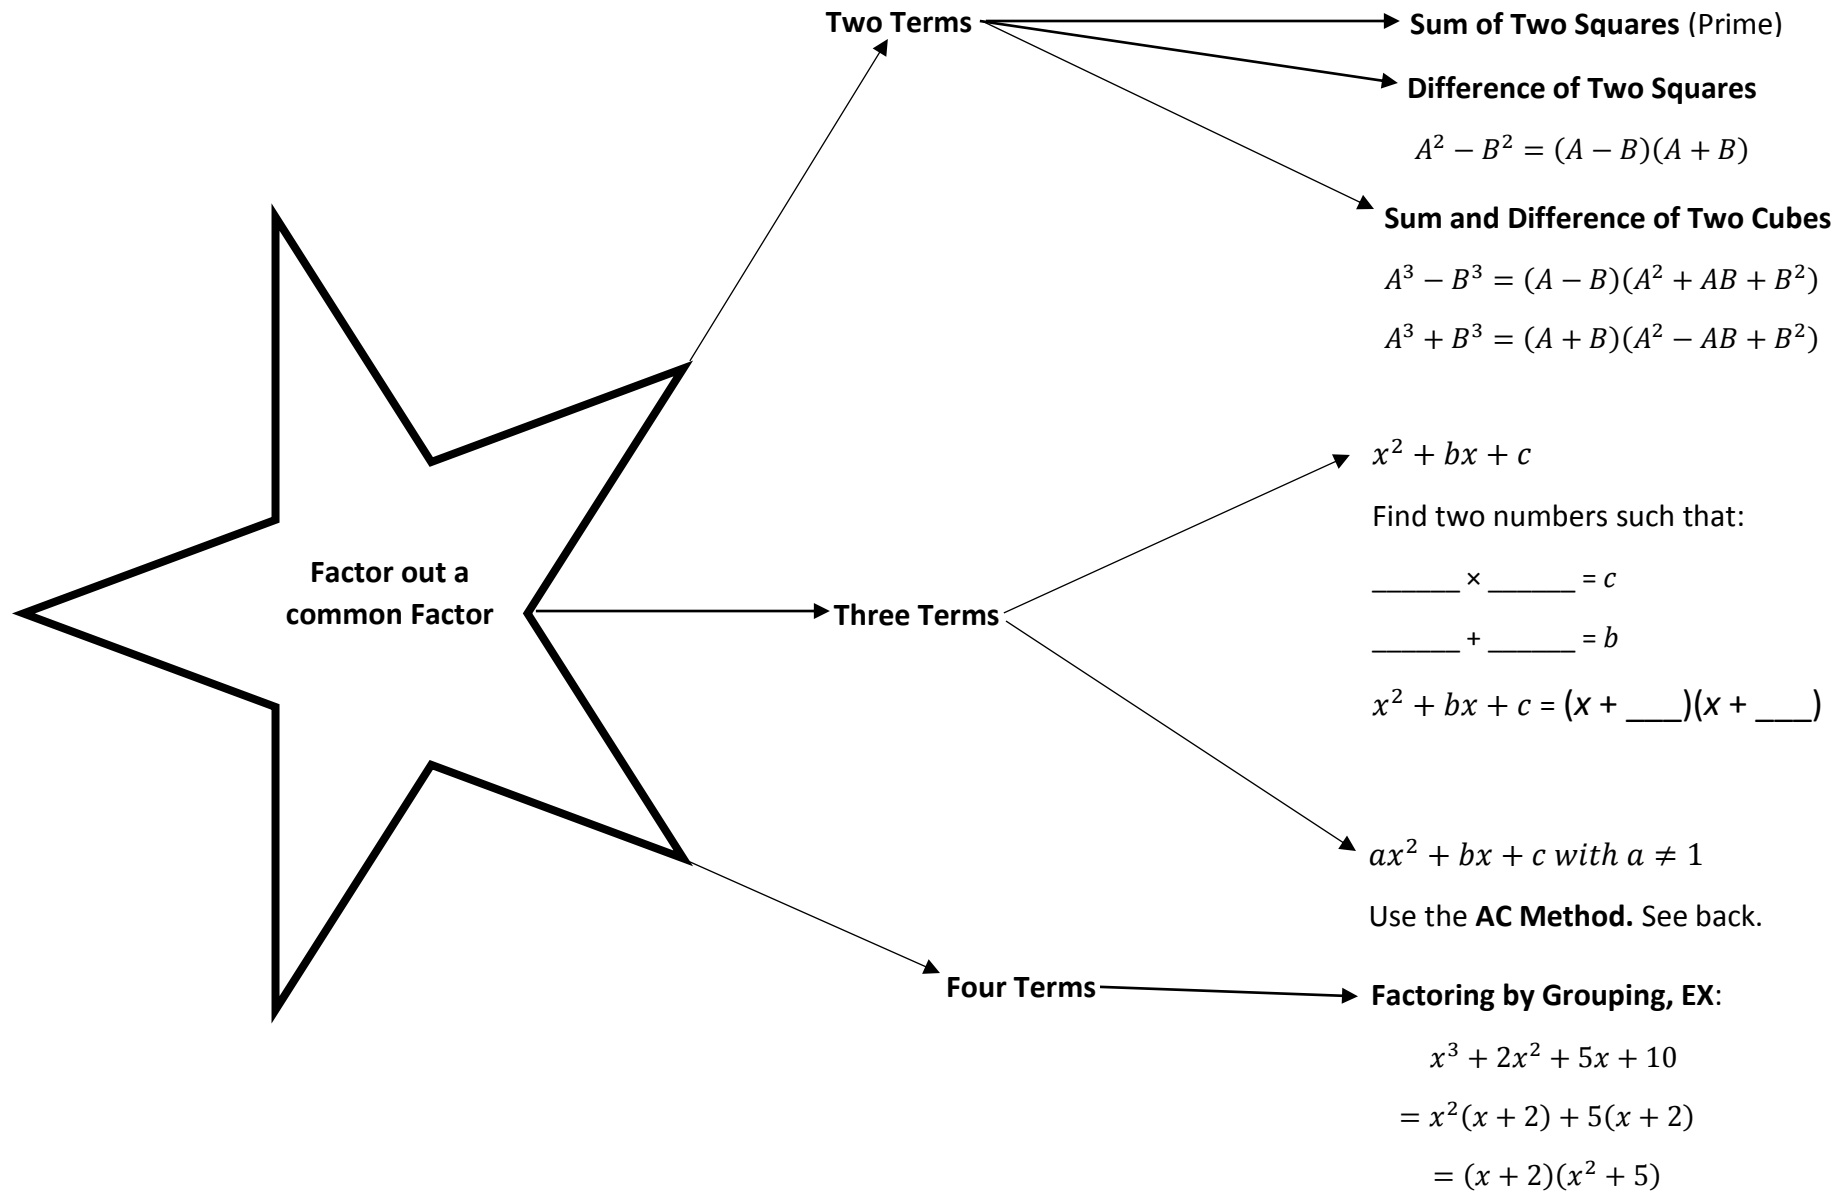 Two Terms
Sum of Two Squares (Prime)
Difference of Two Squares
𝐴² − 𝐵² = (𝐴 − 𝐵)(𝐴 + 𝐵)
Sum and Difference of Two Cubes
𝐴³ − 𝐵³ = (𝐴 − 𝐵)(𝐴² + 𝐴𝐵 + 𝐵²)
𝐴³ + 𝐵³ = (𝐴 + 𝐵)(𝐴² − 𝐴𝐵 + 𝐵²)
Factor out a
common Factor
Three Terms
𝑥² + 𝑏𝑥 + 𝑐
Find two numbers such that:
______ × ______ = 𝑐
______ + ______ = 𝑏
𝑥² + 𝑏𝑥 + 𝑐 = (x + ___)(x + ___)
𝑎𝑥² + 𝑏𝑥 + 𝑐 𝑤𝑖𝑡ℎ 𝑎 ≠ 1
Use the AC Method. See back.
Four Terms
Factoring by Grouping, EX:
𝑥³ + 2𝑥² + 5𝑥 + 10
= 𝑥²(𝑥 + 2) + 5(𝑥 + 2)
= (𝑥 + 2)(𝑥² + 5)